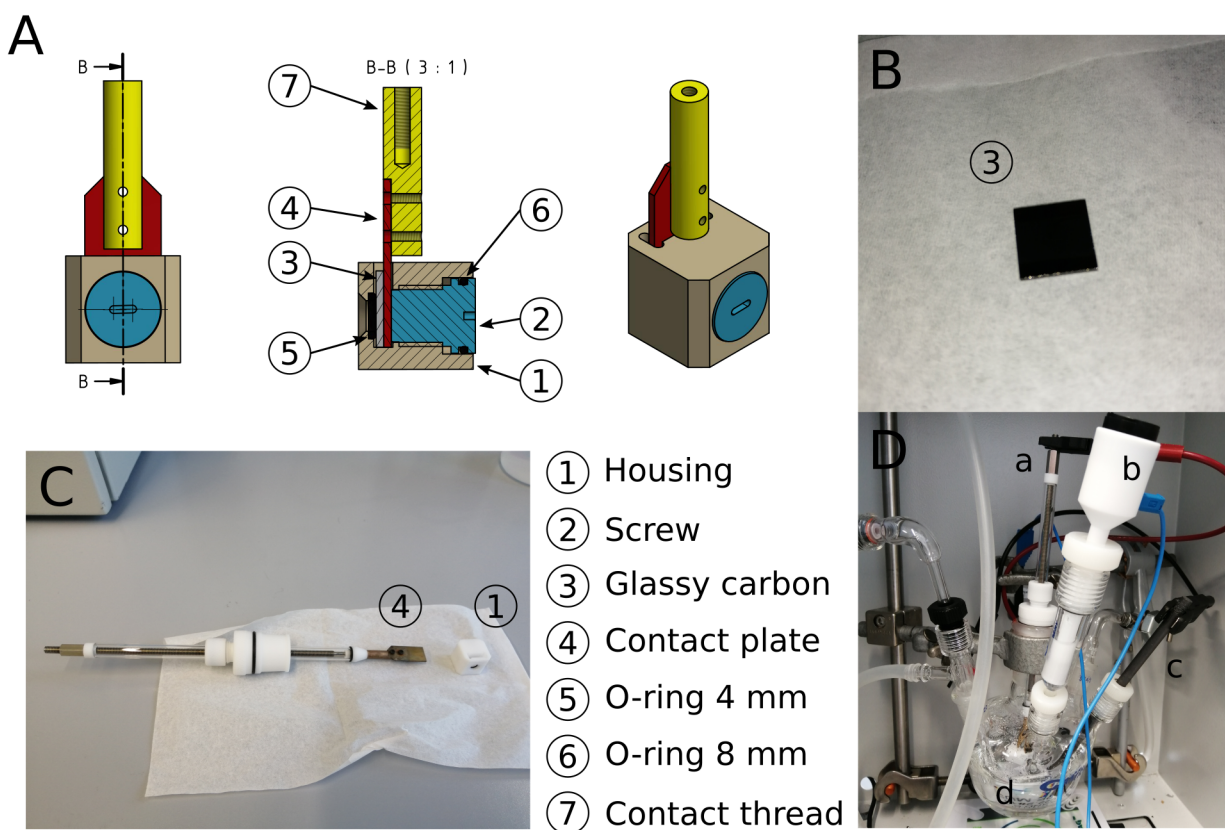 A
B
B-B ( 3 : 1 )
7
4
3
5
6
2
1
B
B
3
C
4
1
1 Housing
2 Screw
3 Glassy carbon
4 Contact plate
5 O-ring 4 mm
6 O-ring 8 mm
7 Contact thread
D
a
b
c
d